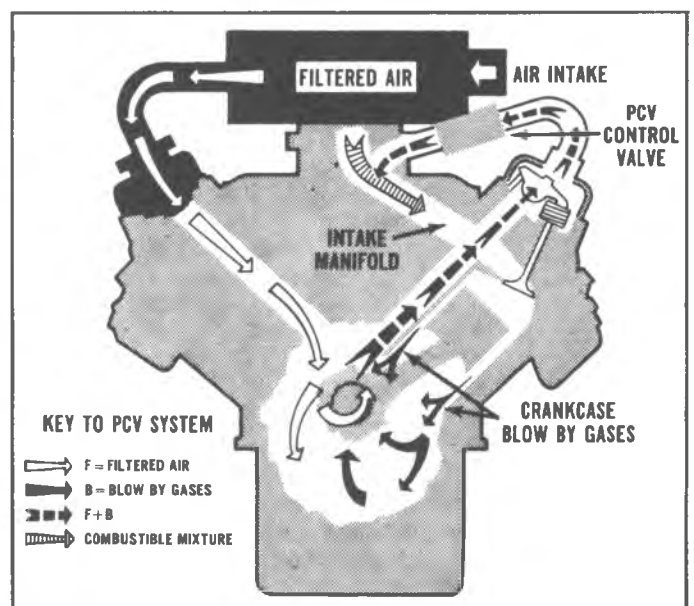 FILTERED AIR
AIR INTAKE
PCV
CONTROL
VALVE
INTAKE
MANIFOLD
CRANKCASE
BLOW BY GASES
KEY TO PCV SYSTEM
F = FILTERED AIR
B = BLOW BY GASES
F+B
COMBUSTIBLE MIXTURE